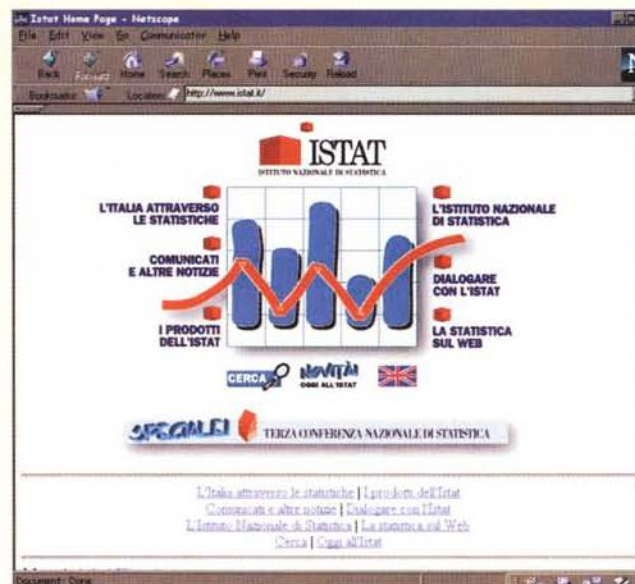 Istat Home Page - Netscape
File Edit View Go Communicator Help
Back Forward Home Search Places Print Security Reload
Bookmarks Location: http://www.istat.it/
N
ISTAT
ISTITUTO NAZIONALE DI STATISTICA
L'ITALIA ATTRAVERSO
LE STATISTICHE
COMUNICATI
E ALTRE NOTIZIE
I PRODOTTI
DELL'ISTAT
L'ISTITUTO NAZIONALE
DI STATISTICA
DIALOGARE
CON L'ISTAT
LA STATISTICA
SUL WEB
CERCA
NOVITÀ!
OGGI ALL'ISTAT
SPECIALE! TERZA CONFERENZA NAZIONALE DI STATISTICA
L'Italia attraverso le statistiche | I prodotti dell'Istat
Comunicati e altre notizie | Dialogare con l'Istat
L'Istituto Nazionale di Statistica | La statistica sul Web
Cerca | Oggi all'Istat
Document: Done